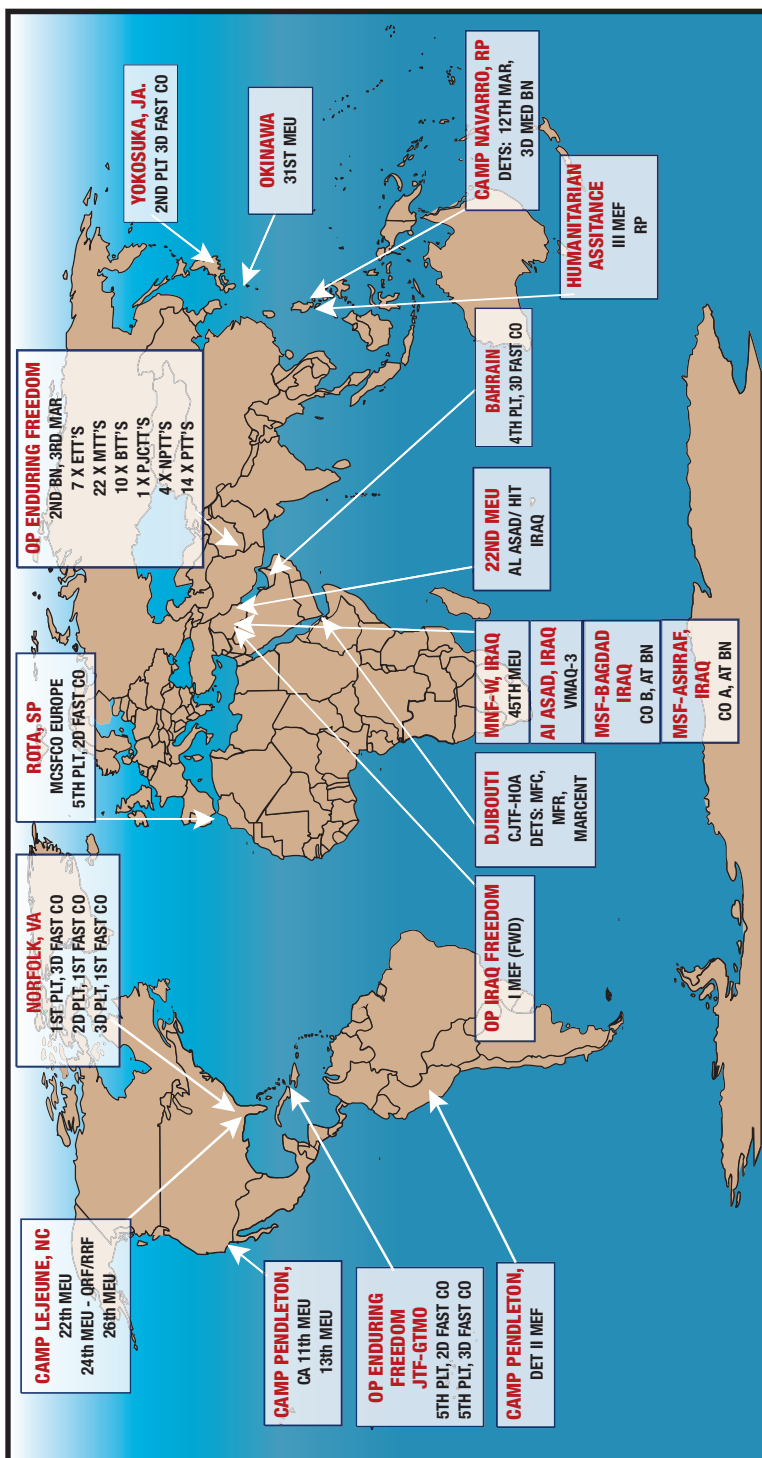 CAMP LEJEUNE, NC
22th MEU
24th MEU - QRF/RRF
26th MEU
NORFOLK, VA
1ST PLT, 3D FAST CO
2D PLT, 1ST FAST CO
3D PLT, 1ST FAST CO
ROTA, SP
MCSFCO EUROPE
5TH PLT, 2D FAST CO
OP ENDURING FREEDOM
2ND BN, 3RD MAR
7 X ETT'S
22 X MTT'S
10 X BTT'S
1 X PJCTT'S
4 X NPTT'S
14 X PTT'S
YOKOSUKA, JA.
2ND PLT 3D FAST CO
OKINAWA
31ST MEU
CAMP PENDLETON,
CA 11th MEU
13th MEU
OP ENDURING
FREEDOM
JTF-GTMO
5TH PLT, 2D FAST CO
5TH PLT, 3D FAST CO
CAMP PENDLETON,
DET II MEF
OP IRAQ FREEDOM
I MEF (FWD)
DJIBOUTI
CJTF-HOA
DETS: MFC,
MFR,
MARCENT
MNF-W, IRAQ
45TH MEU
Al ASAD, IRAQ
VMAQ-3
MSF-BAGDAD
IRAQ
CO B, AT BN
MSF-ASHRAF,
IRAQ
CO A, AT BN
22ND MEU
AL ASAD/ HIT
IRAQ
BAHRAIN
4TH PLT, 3D FAST CO
CAMP NAVARRO, RP
DETS: 12TH MAR,
3D MED BN
HUMANITARIAN
ASSITANCE
III MEF
RP